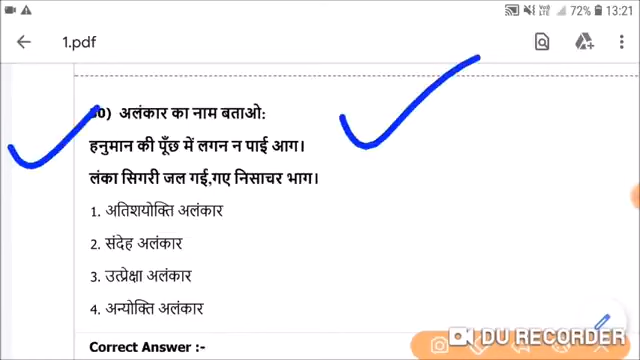 13:21
72%
1.pdf
अलंकार का नाम बताओ:
हनुमान की पूँछ में लगन न पाई आग।
लंका सिगरी जल गई,गए निसाचर भाग।
1. अतिशयोक्ति अलंकार
2. संदेह अलंकार
3. उत्प्रेक्षा अलंकार
4. अन्योक्ति अलंकार
Correct Answer :-
DU RECORDER